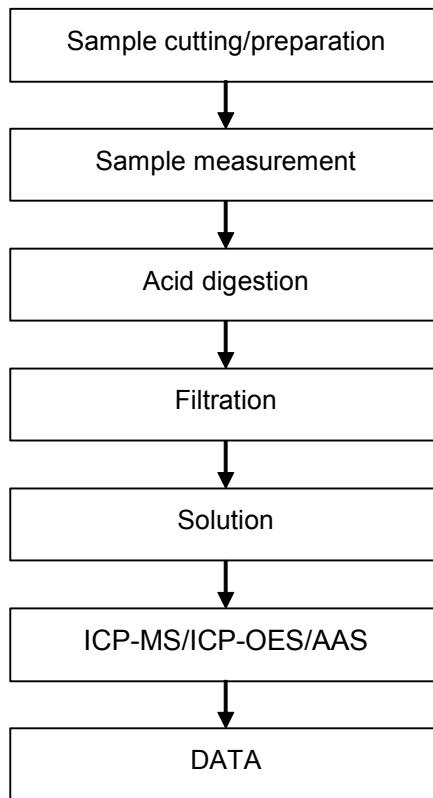 Sample cutting/preparation
Sample measurement
Acid digestion
Filtration
Solution
ICP-MS/ICP-OES/AAS
DATA